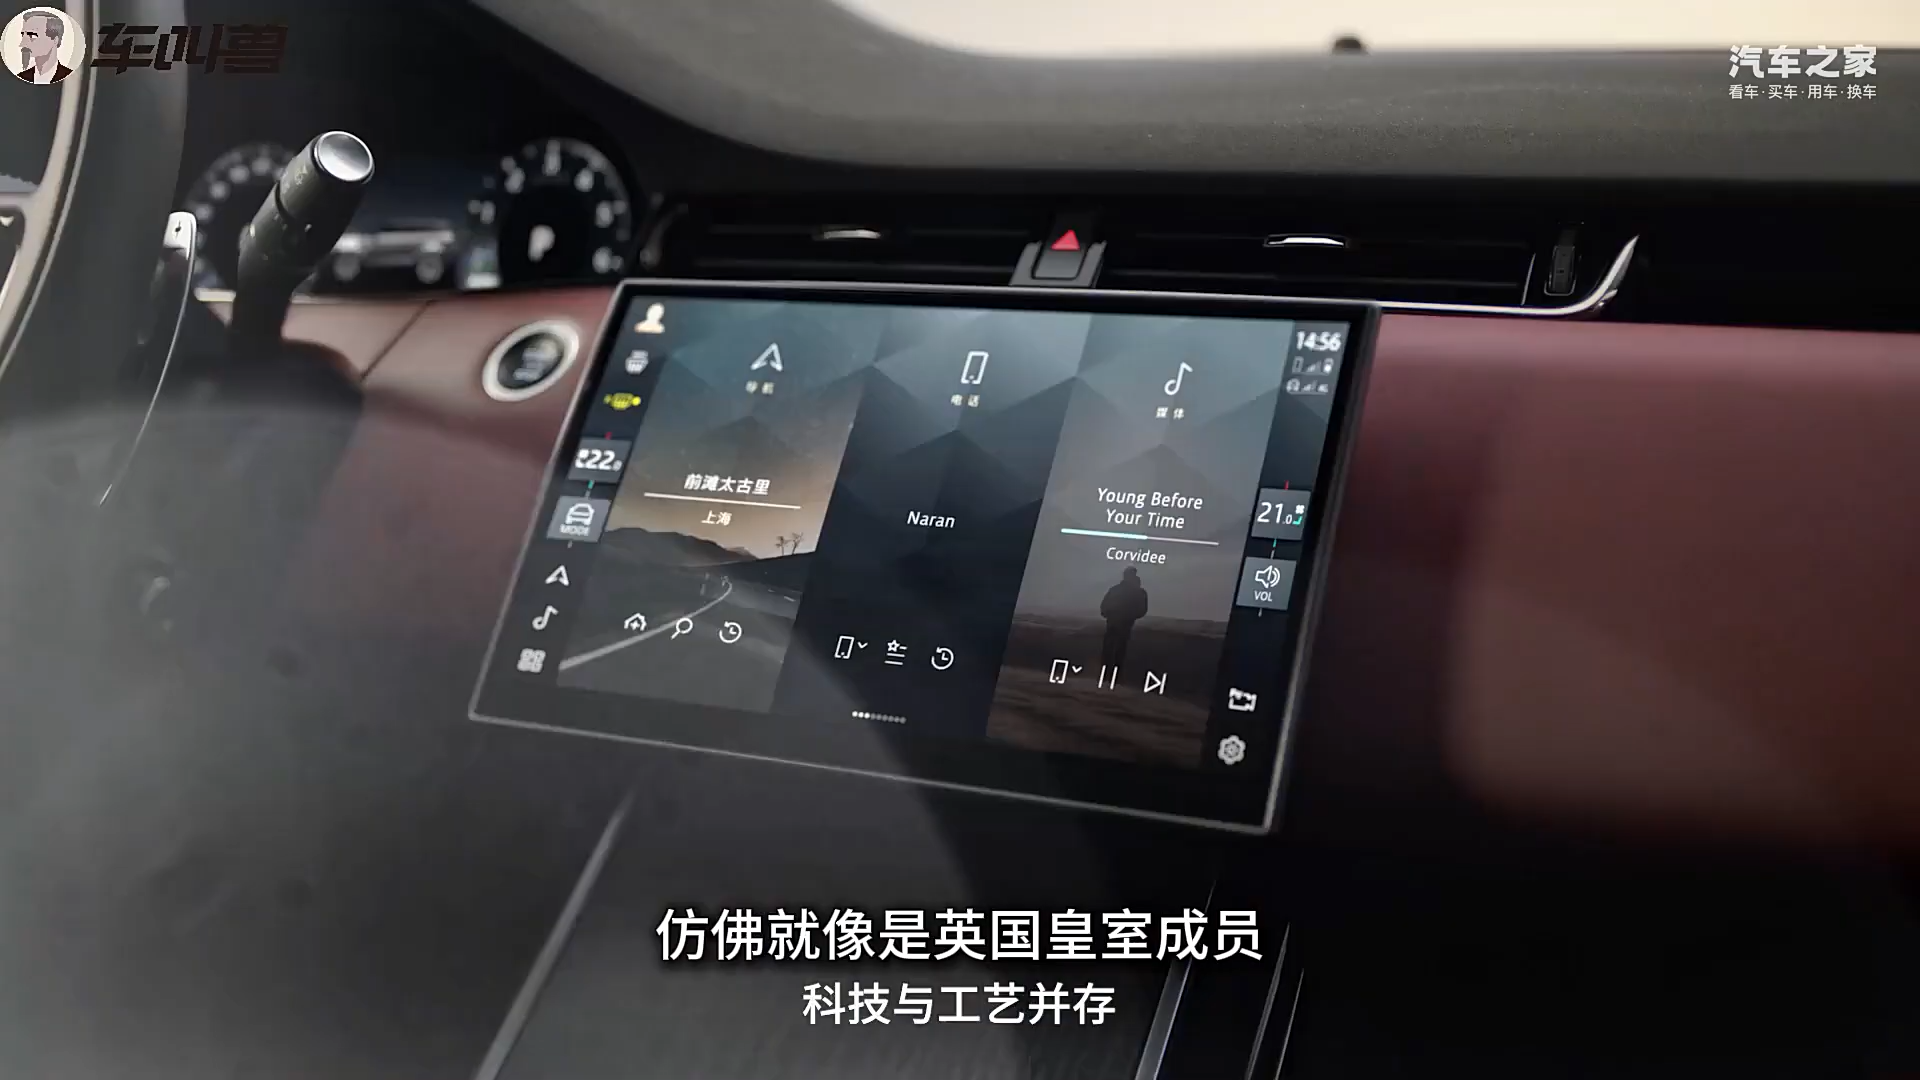 车叫兽
汽车之家
看车·买车·用车·换车
P
14:56
导航
电话
媒体
22.0
前滩太古里
上海
MODE
Naran
Young Before
Your Time
Corvidee
21.0
VOL
仿佛就像是英国皇室成员
科技与工艺并存